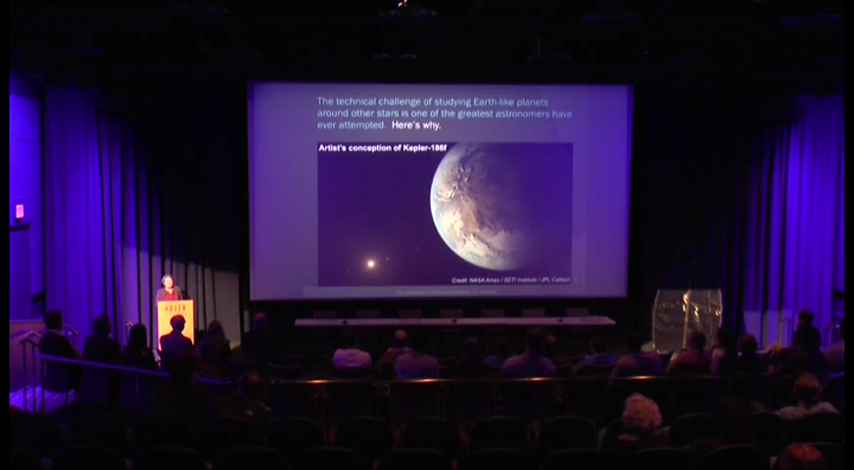 The technical challenge of studying Earth-like planets
around other stars is one of the greatest astronomers have
ever attempted. Here's why.
Artist's conception of Kepler-186f
Credit: NASA Ames / SETI Institute / JPL-Caltech
ADLER